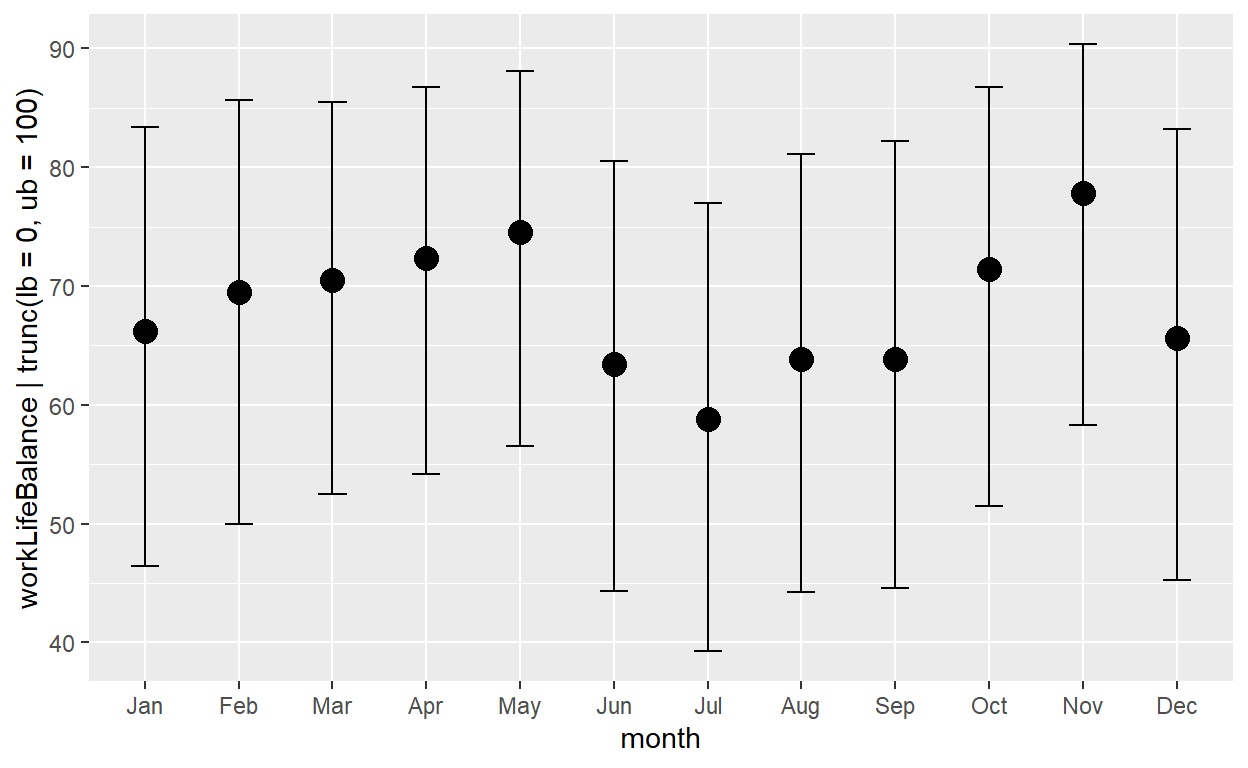 workLifeBalance | trunc(lb = 0, ub = 100)
90
80
70
60
50
40
Jan Feb Mar Apr May Jun Jul Aug Sep Oct Nov Dec
month